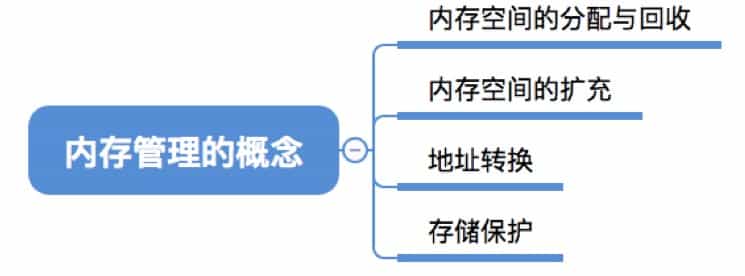 内存空间的分配与回收
内存空间的扩充
内存管理的概念
地址转换
存储保护